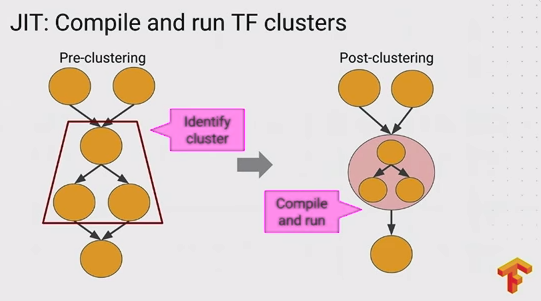 JIT: Compile and run TF clusters
Pre-clustering
Post-clustering
Identify
cluster
Compile
and run